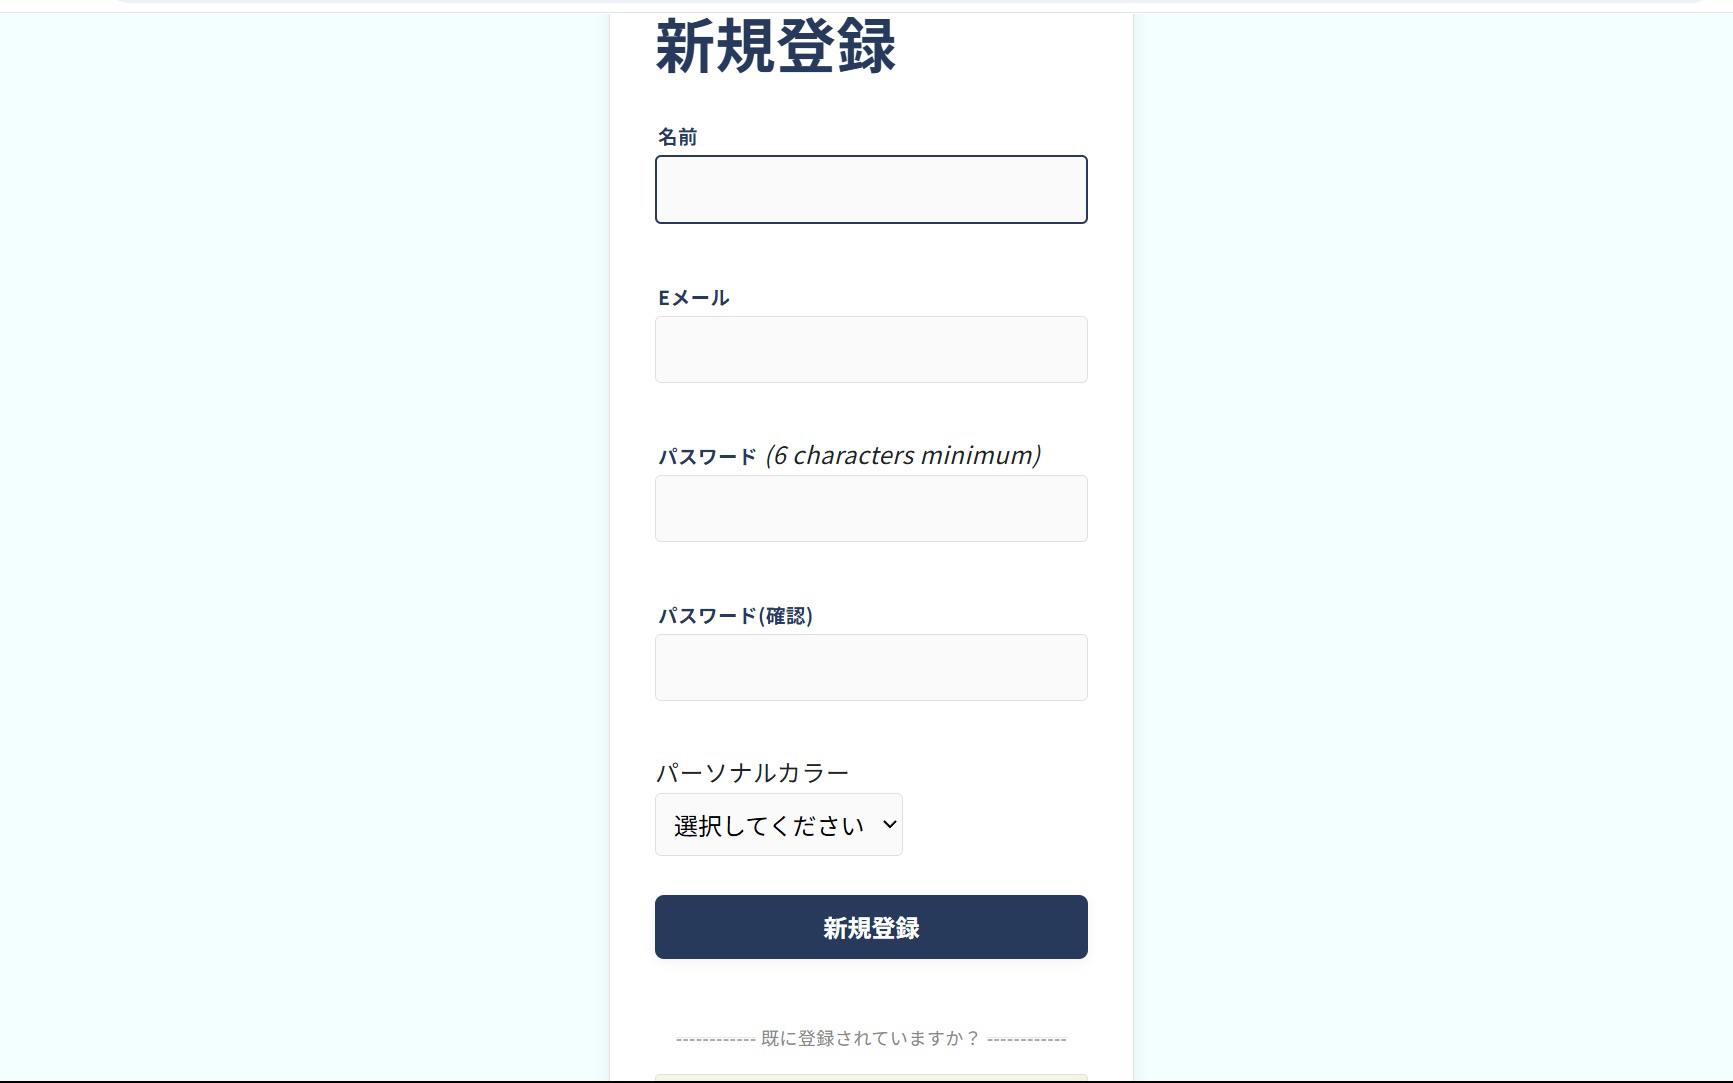 新規登録
名前
Eメール
パスワード (6 characters minimum)
パスワード(確認)
パーソナルカラー
選択してください
新規登録
------------ 既に登録されていますか？ ------------